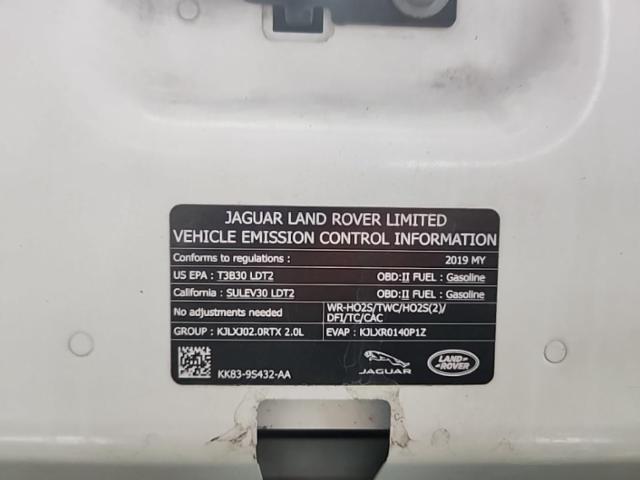 JAGUAR LAND ROVER LIMITED
VEHICLE EMISSION CONTROL INFORMATION
Conforms to regulations : 2019 MY
US EPA : T3B30 LDT2 OBD:II FUEL : Gasoline
California : SULEV30 LDT2 OBD:II FUEL : Gasoline
No adjustments needed WR-HO2S/TWC/HO2S(2)/
DFI/TC/CAC
GROUP : KJLXJ02.0RTX 2.0L EVAP : KJLXR0140P1Z
KK83-9S432-AA JAGUAR LAND-
ROVER